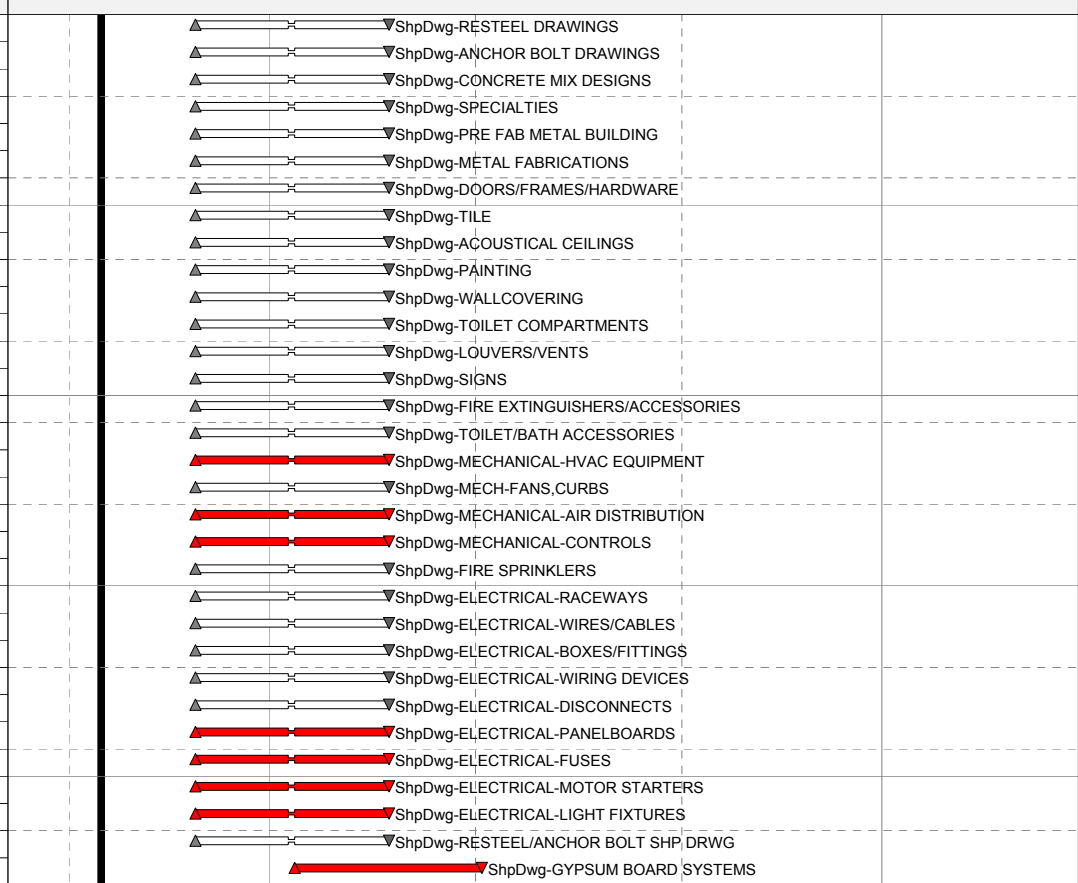 ShpDwg-RESTEEL DRAWINGS
ShpDwg-ANCHOR BOLT DRAWINGS
ShpDwg-CONCRETE MIX DESIGNS
ShpDwg-SPECIALTIES
ShpDwg-PRE FAB METAL BUILDING
ShpDwg-METAL FABRICATIONS
ShpDwg-DOORS/FRAMES/HARDWARE
ShpDwg-TILE
ShpDwg-ACOUSTICAL CEILINGS
ShpDwg-PAINTING
ShpDwg-WALLCOVERING
ShpDwg-TOILET COMPARTMENTS
ShpDwg-LOUVERS/VENTS
ShpDwg-SIGNS
ShpDwg-FIRE EXTINGUISHERS/ACCESSORIES
ShpDwg-TOILET/BATH ACCESSORIES
ShpDwg-MECHANICAL-HVAC EQUIPMENT
ShpDwg-MECH-FANS,CURBS
ShpDwg-MECHANICAL-AIR DISTRIBUTION
ShpDwg-MECHANICAL-CONTROLS
ShpDwg-FIRE SPRINKLERS
ShpDwg-ELECTRICAL-RACEWAYS
ShpDwg-ELECTRICAL-WIRES/CABLES
ShpDwg-ELECTRICAL-BOXES/FITTINGS
ShpDwg-ELECTRICAL-WIRING DEVICES
ShpDwg-ELECTRICAL-DISCONNECTS
ShpDwg-ELECTRICAL-PANELBOARDS
ShpDwg-ELECTRICAL-FUSES
ShpDwg-ELECTRICAL-MOTOR STARTERS
ShpDwg-ELECTRICAL-LIGHT FIXTURES
ShpDwg-RESTEEL/ANCHOR BOLT SHP DRWG
ShpDwg-GYPSUM BOARD SYSTEMS